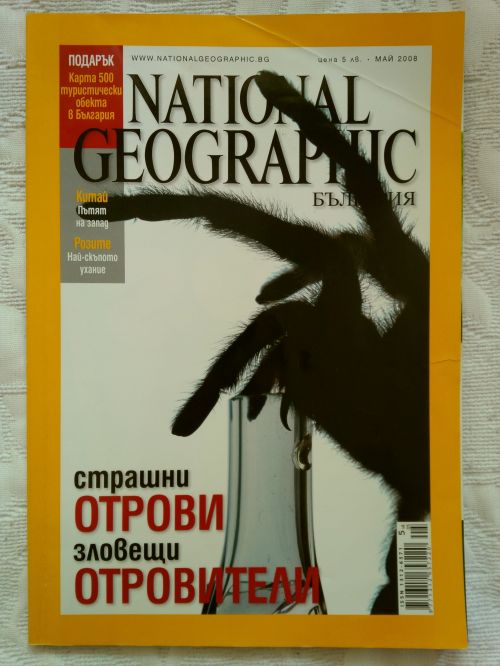 ПОДАРЪК
Карта 500
туристически
обекта
в България
WWW.NATIONALGEOGRAPHIC.BG
цена 5 лв. • МАЙ 2008
NATIONAL
GEOGRAPHIC
БЪЛГАРИЯ
Китай
Пътят
на запад
Розите
Най-скъпото
ухание
страшни
ОТРОВИ
зловещи
ОТРОВИТЕЛИ